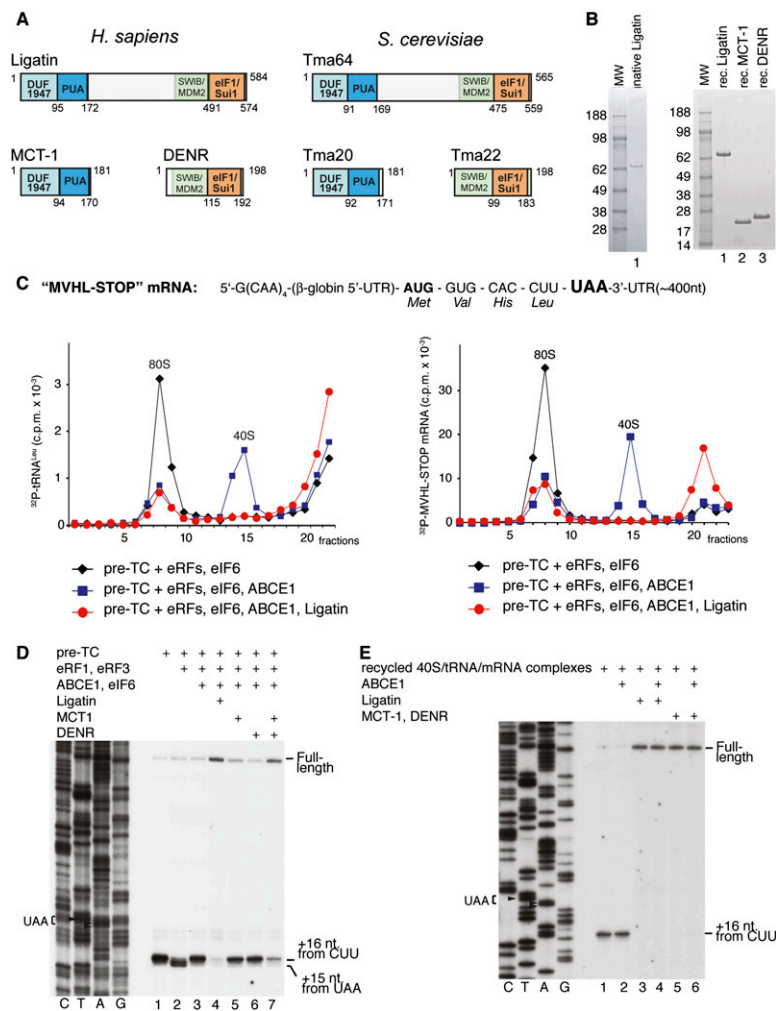 A
H. sapiens
S. cerevisiae
Ligatin
1 DUF 1947 PUA SWIB/ MDM2 eIF1/ Sui1 584
95 172 491 574
Tma64
1 DUF 1947 PUA SWIB/ MDM2 eIF1/ Sui1 565
91 169 475 559
MCT-1
1 DUF 1947 PUA 181
94 170
DENR
1 SWIB/ MDM2 eIF1/ Sui1 198
115 192
Tma20
1 DUF 1947 PUA 181
92 171
Tma22
1 SWIB/ MDM2 eIF1/ Sui1 198
99 183
B
MW
native Ligatin
188
98
62
49
38
28
1
MW
rec. Ligatin
rec. MCT-1
rec. DENR
188
98
62
49
38
28
17
14
1 2 3
C
"MVHL-STOP" mRNA: 5'-G(CAA)4-(β-globin 5'-UTR)- AUG - GUG - CAC - CUU - UAA-3'-UTR(~400nt)
Met Val His Leu
32P-tRNALeu (c.p.m. x 10-3)
3
2
1
0
80S
40S
5 10 15 20
fractions
pre-TC + eRFs, eIF6
pre-TC + eRFs, eIF6, ABCE1
pre-TC + eRFs, eIF6, ABCE1, Ligatin
32P-MVHL-STOP mRNA (c.p.m. x 10-3)
30
20
10
0
80S
40S
5 10 15 20
fractions
pre-TC + eRFs, eIF6
pre-TC + eRFs, eIF6, ABCE1
pre-TC + eRFs, eIF6, ABCE1, Ligatin
D
pre-TC + + + + + + +
eRF1, eRF3 + + + + + +
ABCE1, eIF6 + + + + +
Ligatin +
MCT1 + +
DENR + +
Full-
length
UAA
+16 nt.
from CUU
+15 nt
from UAA
C T A G 1 2 3 4 5 6 7
E
recycled 40S/tRNA/mRNA complexes + + + + + +
ABCE1 + + +
Ligatin + +
MCT-1, DENR + +
Full-
length
UAA
+16 nt.
from CUU
C T A G 1 2 3 4 5 6